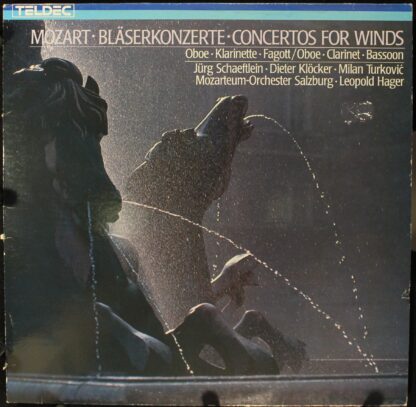 TELDEC
MOZART · BLÄSERKONZERTE · CONCERTOS FOR WINDS
Oboe · Klarinette · Fagott/Oboe · Clarinet · Bassoon
Jürg Schaeftlein · Dieter Klöcker · Milan Turković
Mozarteum-Orchester Salzburg · Leopold Hager